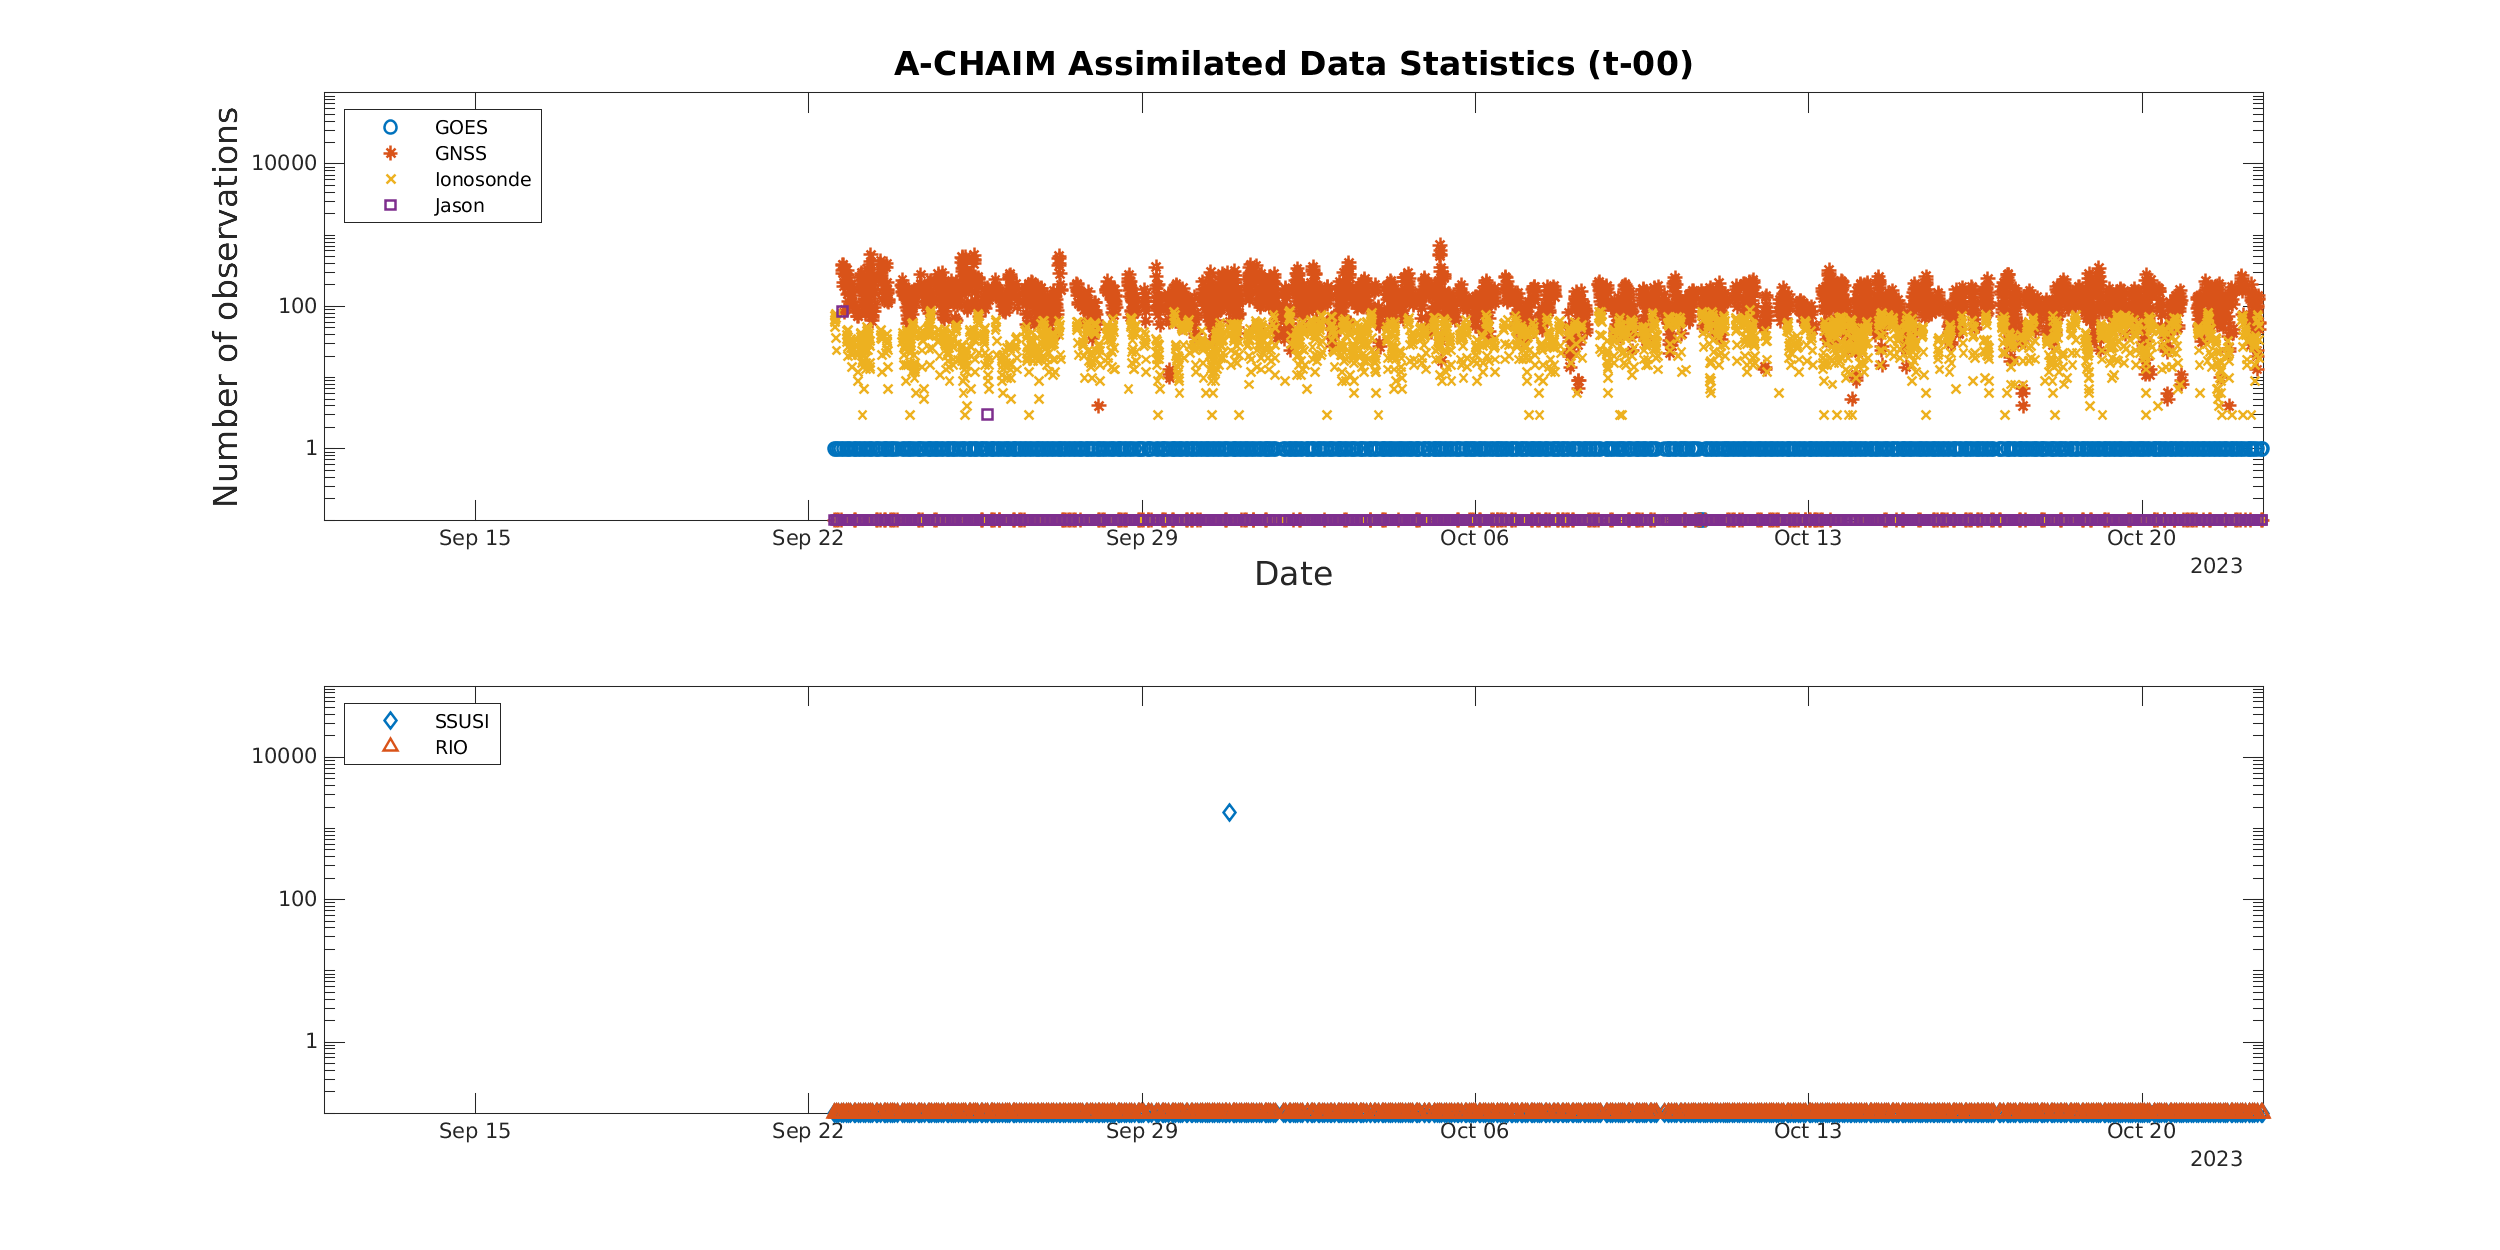 A-CHAIM Assimilated Data Statistics (t-00)
Number of observations
10000
100
1
GOES
GNSS
Ionosonde
Jason
Sep 15
Sep 22
Sep 29
Oct 06
Oct 13
Oct 20
2023
Date
10000
100
1
SSUSI
RIO
Sep 15
Sep 22
Sep 29
Oct 06
Oct 13
Oct 20
2023